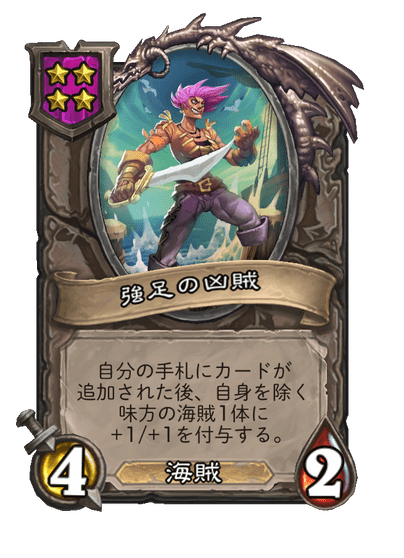 強足の凶賊
自分の手札にカードが
追加された後、自身を除く
味方の海賊1体に
+1/+1を付与する。
4
海賊
2